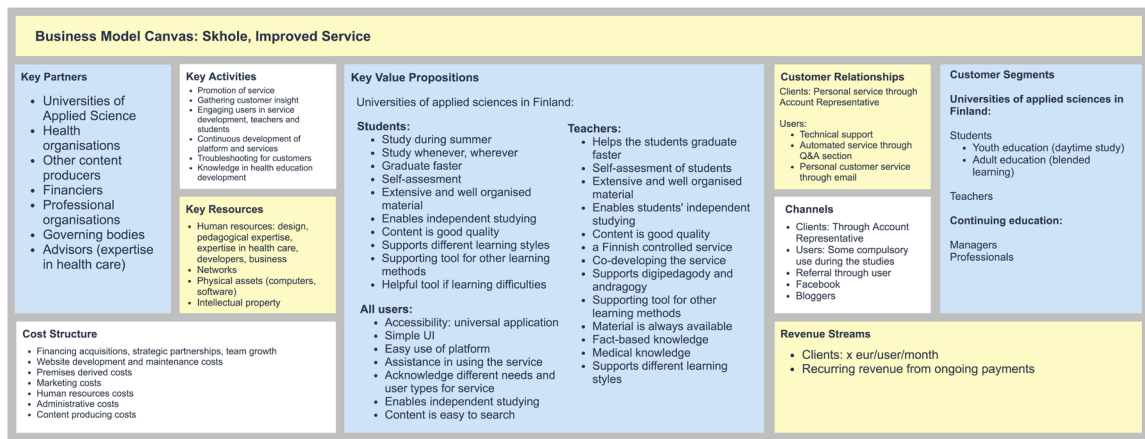 Business Model Canvas: Skhole, Improved Service
Key Partners
• Universities of
Applied Science
• Health
organisations
• Other content
producers
• Financiers
• Professional
organisations
• Governing bodies
• Advisors (expertise
in health care)
Key Activities
• Promotion of service
• Gathering customer insight
• Engaging users in service
development, teachers and
students
• Continuous development of
platform and services
• Troubleshooting for customers
• Knowledge in health education
development
Key Resources
• Human resources: design,
pedagogical expertise,
expertise in health care,
developers, business
• Networks
• Physical assets (computers,
software)
• Intellectual property
Key Value Propositions
Universities of applied sciences in Finland:
Students:
• Study during summer
• Study whenever, wherever
• Graduate faster
• Self-assesment
• Extensive and well organised
material
• Enables independent studying
• Content is good quality
• Supports different learning styles
• Supporting tool for other learning
methods
• Helpful tool if learning difficulties
All users:
• Accessibility: universal application
• Simple UI
• Easy use of platform
• Assistance in using the service
• Acknowledge different needs and
user types for service
• Enables independent studying
• Content is easy to search
Teachers:
• Helps the students graduate
faster
• Self-assesment of students
• Extensive and well organised
material
• Enables students' independent
studying
• Content is good quality
• a Finnish controlled service
• Co-developing the service
• Supports digipedagody and
andragogy
• Supporting tool for other
learning methods
• Material is always available
• Fact-based knowledge
• Medical knowledge
• Supports different learning
styles
Customer Relationships
Clients: Personal service through
Account Representative
Users:
• Technical support
• Automated service through
Q&A section
• Personal customer service
through email
Channels
• Clients: Through Account
Representative
• Users: Some compulsory
use during the studies
• Referral through user
• Facebook
• Bloggers
Customer Segments
Universities of applied sciences in
Finland:
Students
• Youth education (daytime study)
• Adult education (blended
learning)
Teachers
Continuing education:
Managers
Professionals
Cost Structure
• Financing acquisitions, strategic partnerships, team growth
• Website development and maintenance costs
• Premises derived costs
• Marketing costs
• Human resources costs
• Administrative costs
• Content producing costs
Revenue Streams
• Clients: x eur/user/month
• Recurring revenue from ongoing payments